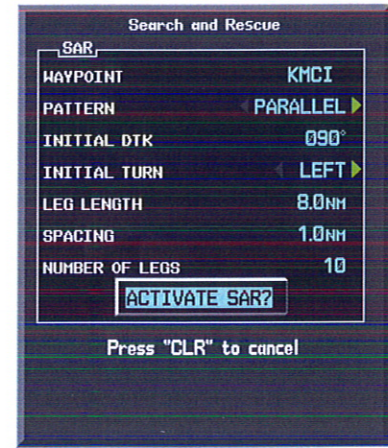 Search and Rescue
SAR
WAYPOINT KMCI
PATTERN PARALLEL
INITIAL DTK 090°
INITIAL TURN LEFT
LEG LENGTH 8.0NM
SPACING 1.0NM
NUMBER OF LEGS 10
ACTIVATE SAR?
Press "CLR" to cancel